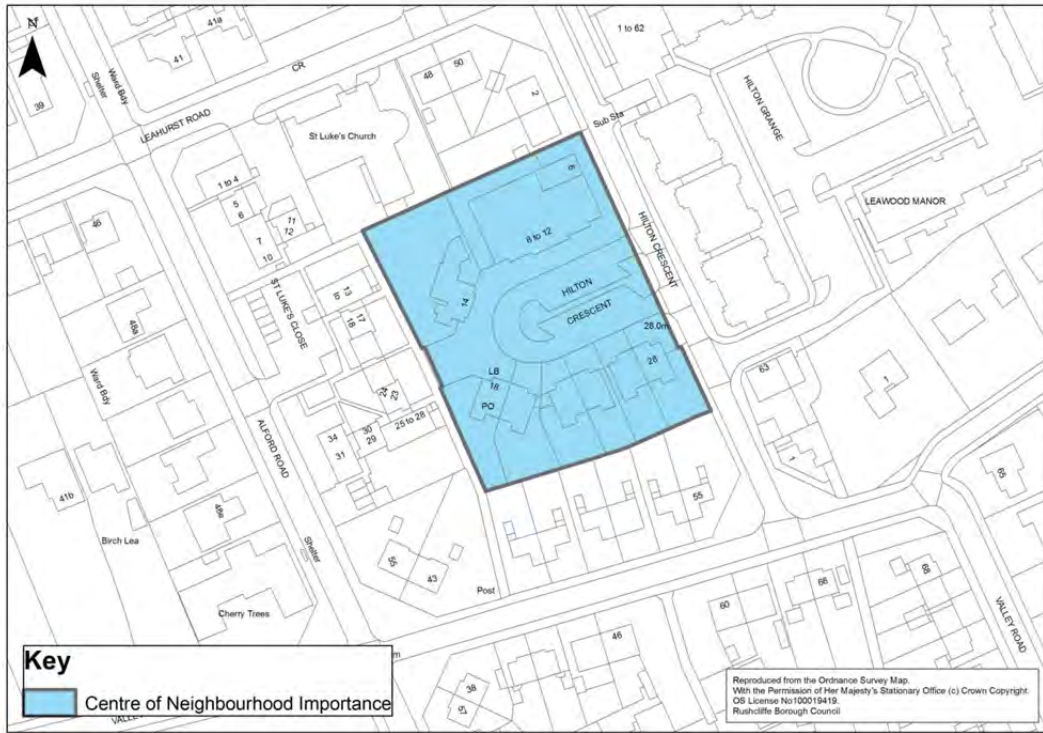 N
41a
41
39
Shelter
Ward Bdy
CR
LEAHURST ROAD
48
50
2
1 to 62
HILTON GRANGE
Sub Sta
St Luke's Church
LEAWOOD MANOR
1 to 4
5
6
11
12
7
10
46
6
8 to 12
HILTON CRESCENT
HILTON
CRESCENT
14
28.0m
28
LB
18
PO
ST LUKE'S CLOSE
13
to
17
18
24
23
25 to 28
30
29
34
31
48a
Ward Bdy
ALFORD ROAD
41b
48e
Birch Lea
Shelter
Cherry Trees
55
43
Post
55
63
1
1
65
68
66
60
46
38
57
VALLEY ROAD
m
VALLE
Key
Centre of Neighbourhood Importance
Reproduced from the Ordnance Survey Map.
With the Permission of Her Majesty's Stationary Office (c) Crown Copyright.
OS License No100019419.
Rushcliffe Borough Council